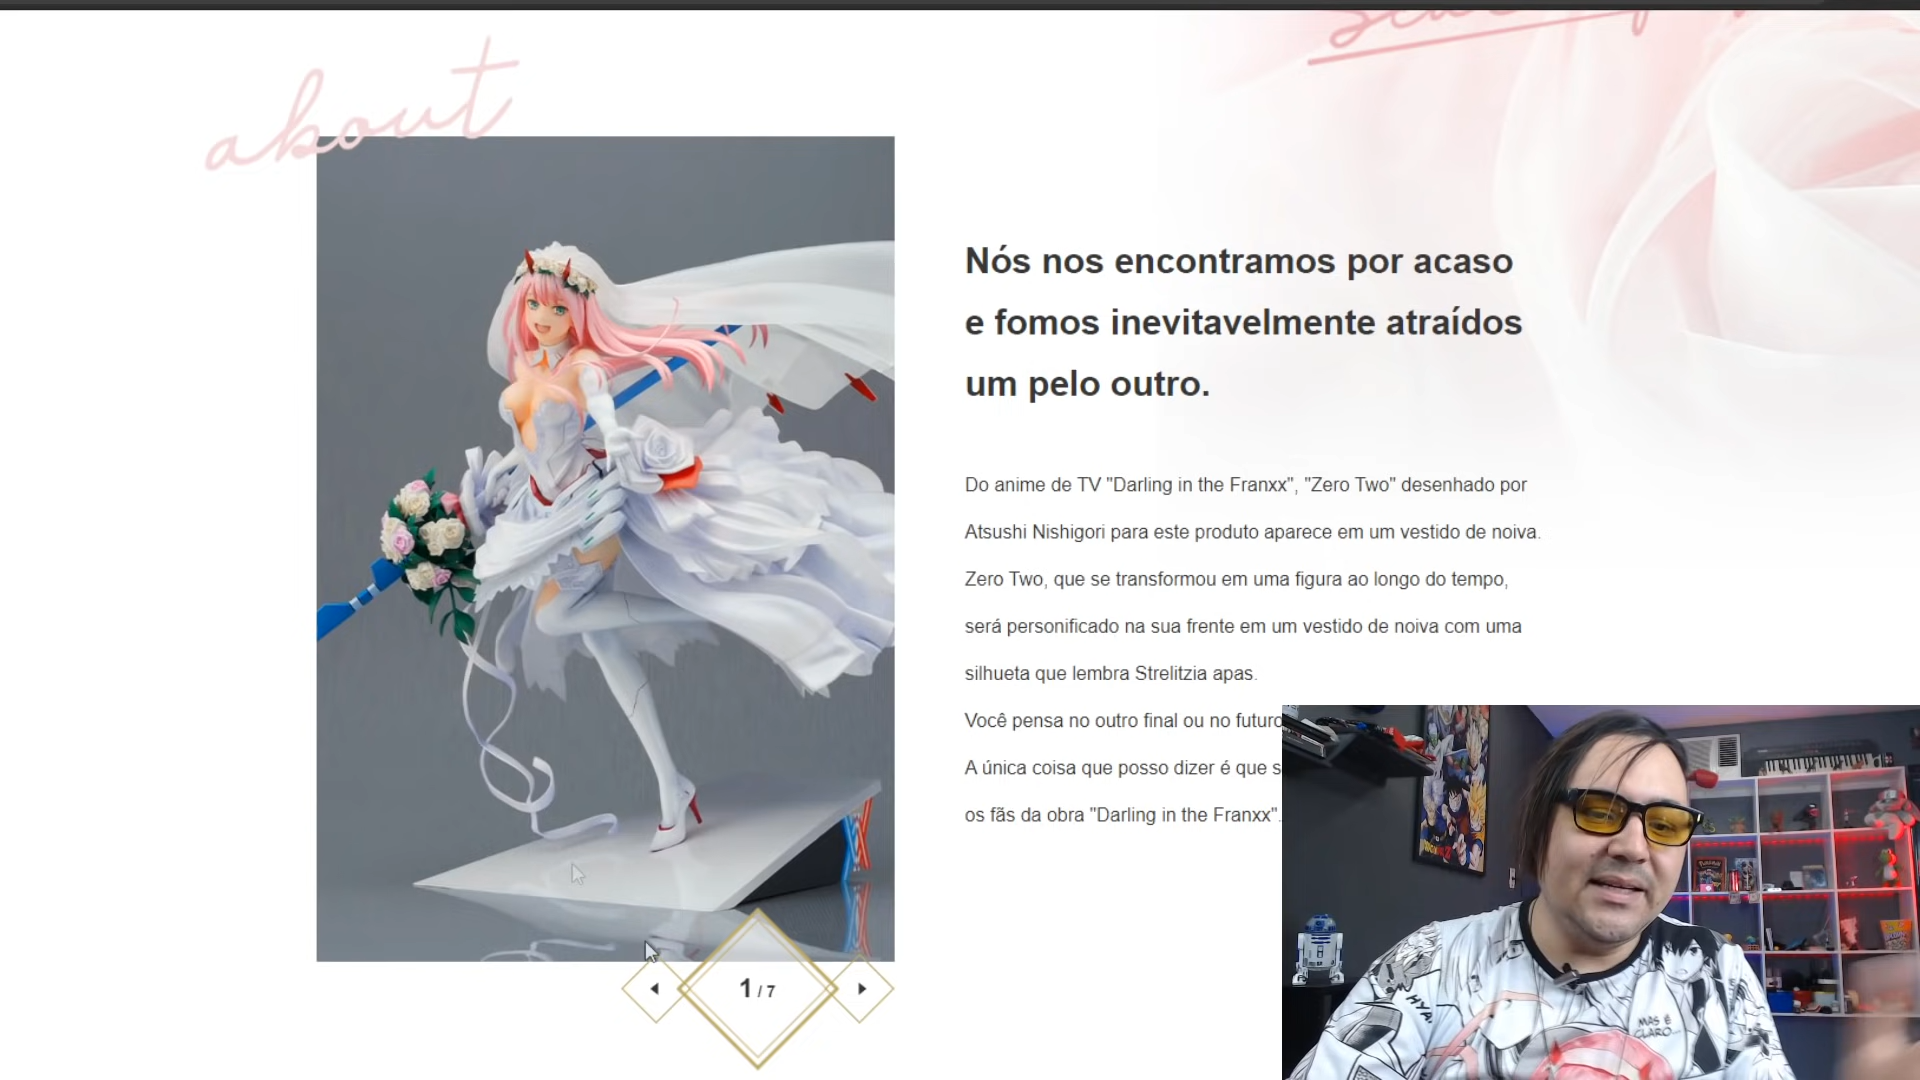 about
Nós nos encontramos por acaso
e fomos inevitavelmente atraídos
um pelo outro.
Do anime de TV "Darling in the Franxx", "Zero Two" desenhado por
Atsushi Nishigori para este produto aparece em um vestido de noiva.
Zero Two, que se transformou em uma figura ao longo do tempo,
será personificado na sua frente em um vestido de noiva com uma
silhueta que lembra Strelitzia apas.
Você pensa no outro final ou no futuro
A única coisa que posso dizer é que s
os fãs da obra "Darling in the Franxx".
1 / 7
HYA!
MAS É
CLARO